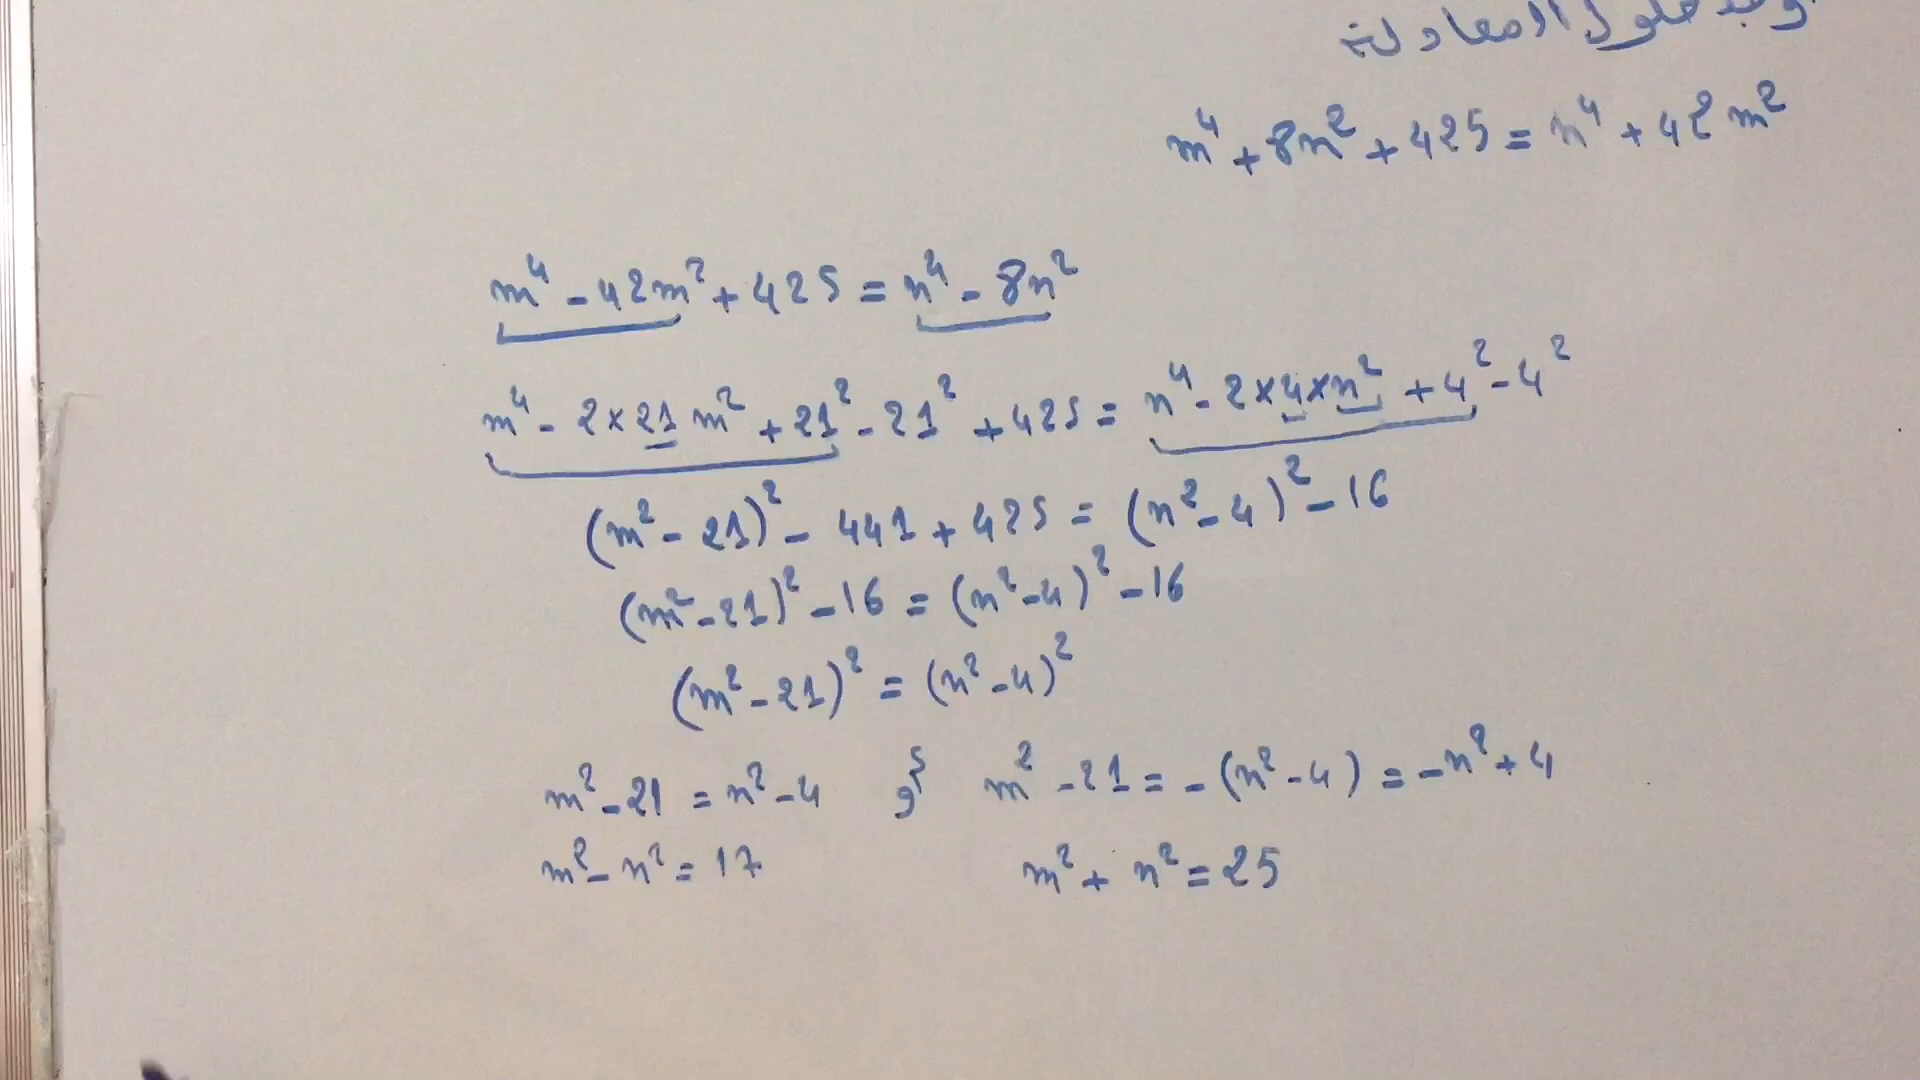 حلول المعادلة
m⁴ + 8n² + 425 = n⁴ + 42m²
m⁴ - 42m² + 425 = n⁴ - 8n²
m⁴ - 2×21 m² + 21² - 21² + 425 = n⁴ - 2×4×n² + 4² - 4²
(m² - 21)² - 441 + 425 = (n² - 4)² - 16
(m² - 21)² - 16 = (n² - 4)² - 16
(m² - 21)² = (n² - 4)²
m² - 21 = n² - 4 أو m² - 21 = -(n² - 4) = -n² + 4
m² - n² = 17 m² + n² = 25